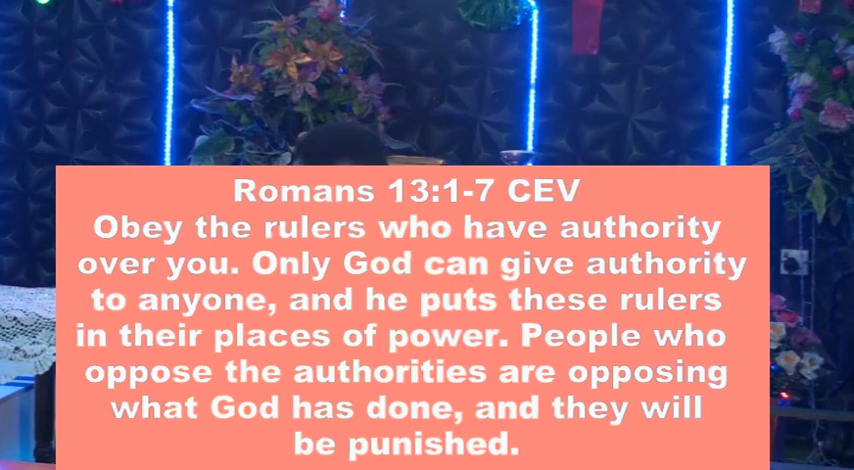 Romans 13:1-7 CEV
Obey the rulers who have authority
over you. Only God can give authority
to anyone, and he puts these rulers
in their places of power. People who
oppose the authorities are opposing
what God has done, and they will
be punished.